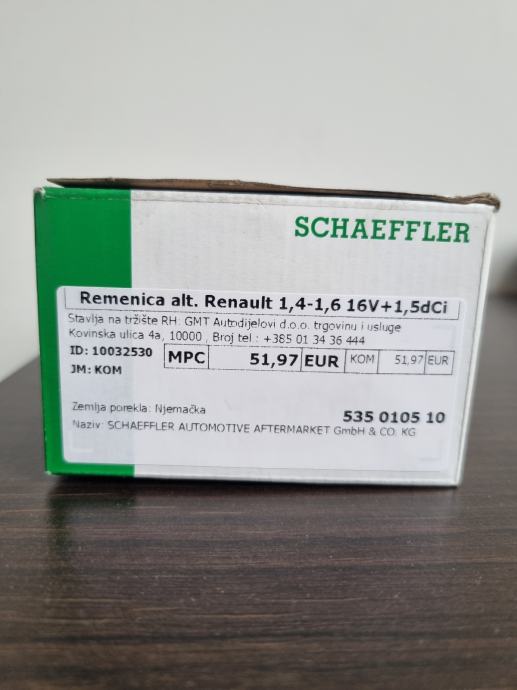 SCHAEFFLER
Remenica alt. Renault 1,4-1,6 16V+1,5dCi
Stavlja na tržište RH: GMT Autodijelovi d.o.o. trgovinu i usluge
Kovinska ulica 4a, 10000 , Broj tel.: +385 01 34 36 444
ID: 10032530 MPC 51,97 EUR KOM 51,97 EUR
JM: KOM
Zemlja porekla: Njemačka 535 0105 10
Naziv: SCHAEFFLER AUTOMOTIVE AFTERMARKET GmbH & CO. KG